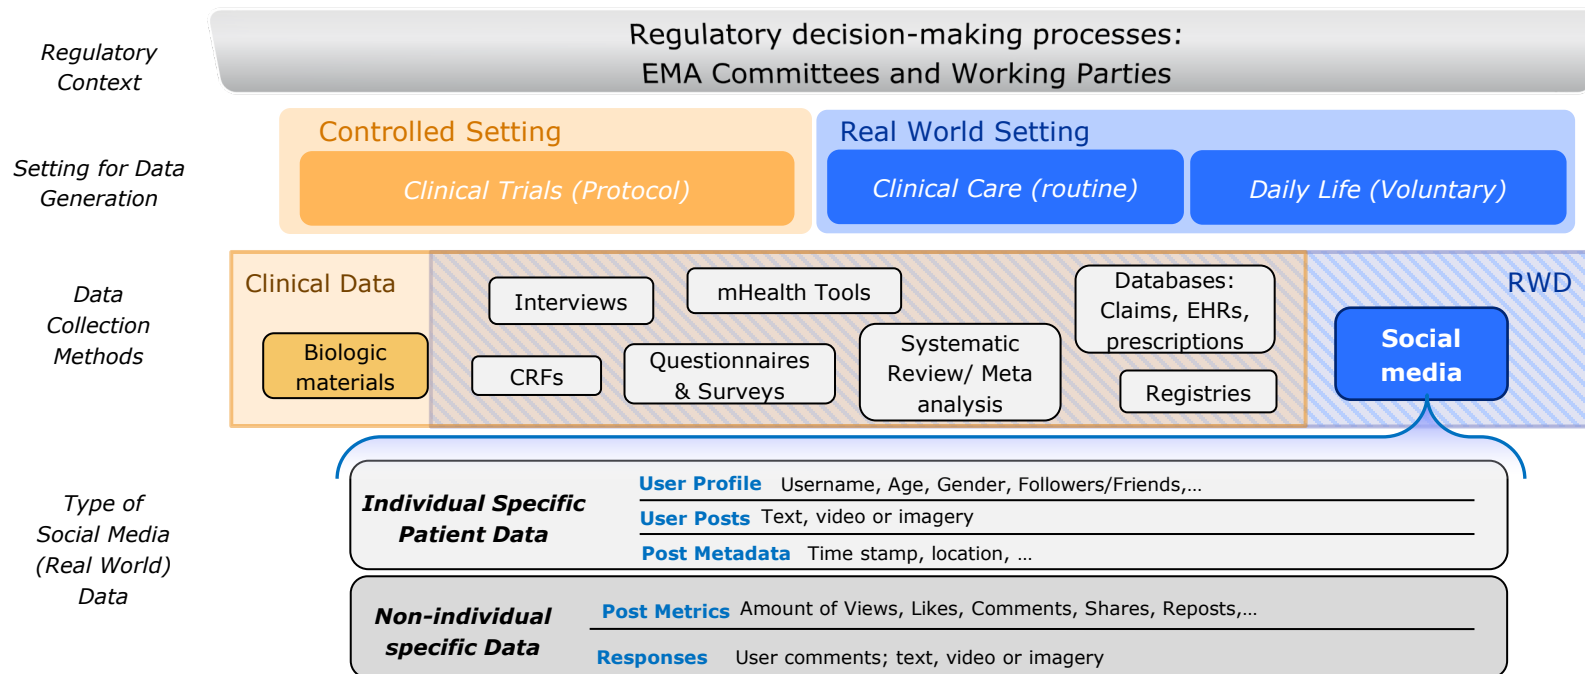 Regulatory
Context
Regulatory decision-making processes:
EMA Committees and Working Parties
Setting for Data
Generation
Controlled Setting
Clinical Trials (Protocol)
Real World Setting
Clinical Care (routine)
Daily Life (Voluntary)
Data
Collection
Methods
Clinical Data
Biologic
materials
Interviews
mHealth Tools
Databases:
Claims, EHRs,
prescriptions
CRFs
Questionnaires
& Surveys
Systematic
Review/ Meta
analysis
Registries
RWD
Social
media
Type of
Social Media
(Real World)
Data
Individual Specific
Patient Data
User Profile Username, Age, Gender, Followers/Friends,...
User Posts Text, video or imagery
Post Metadata Time stamp, location, ...
Non-individual
specific Data
Post Metrics Amount of Views, Likes, Comments, Shares, Reposts,...
Responses User comments; text, video or imagery